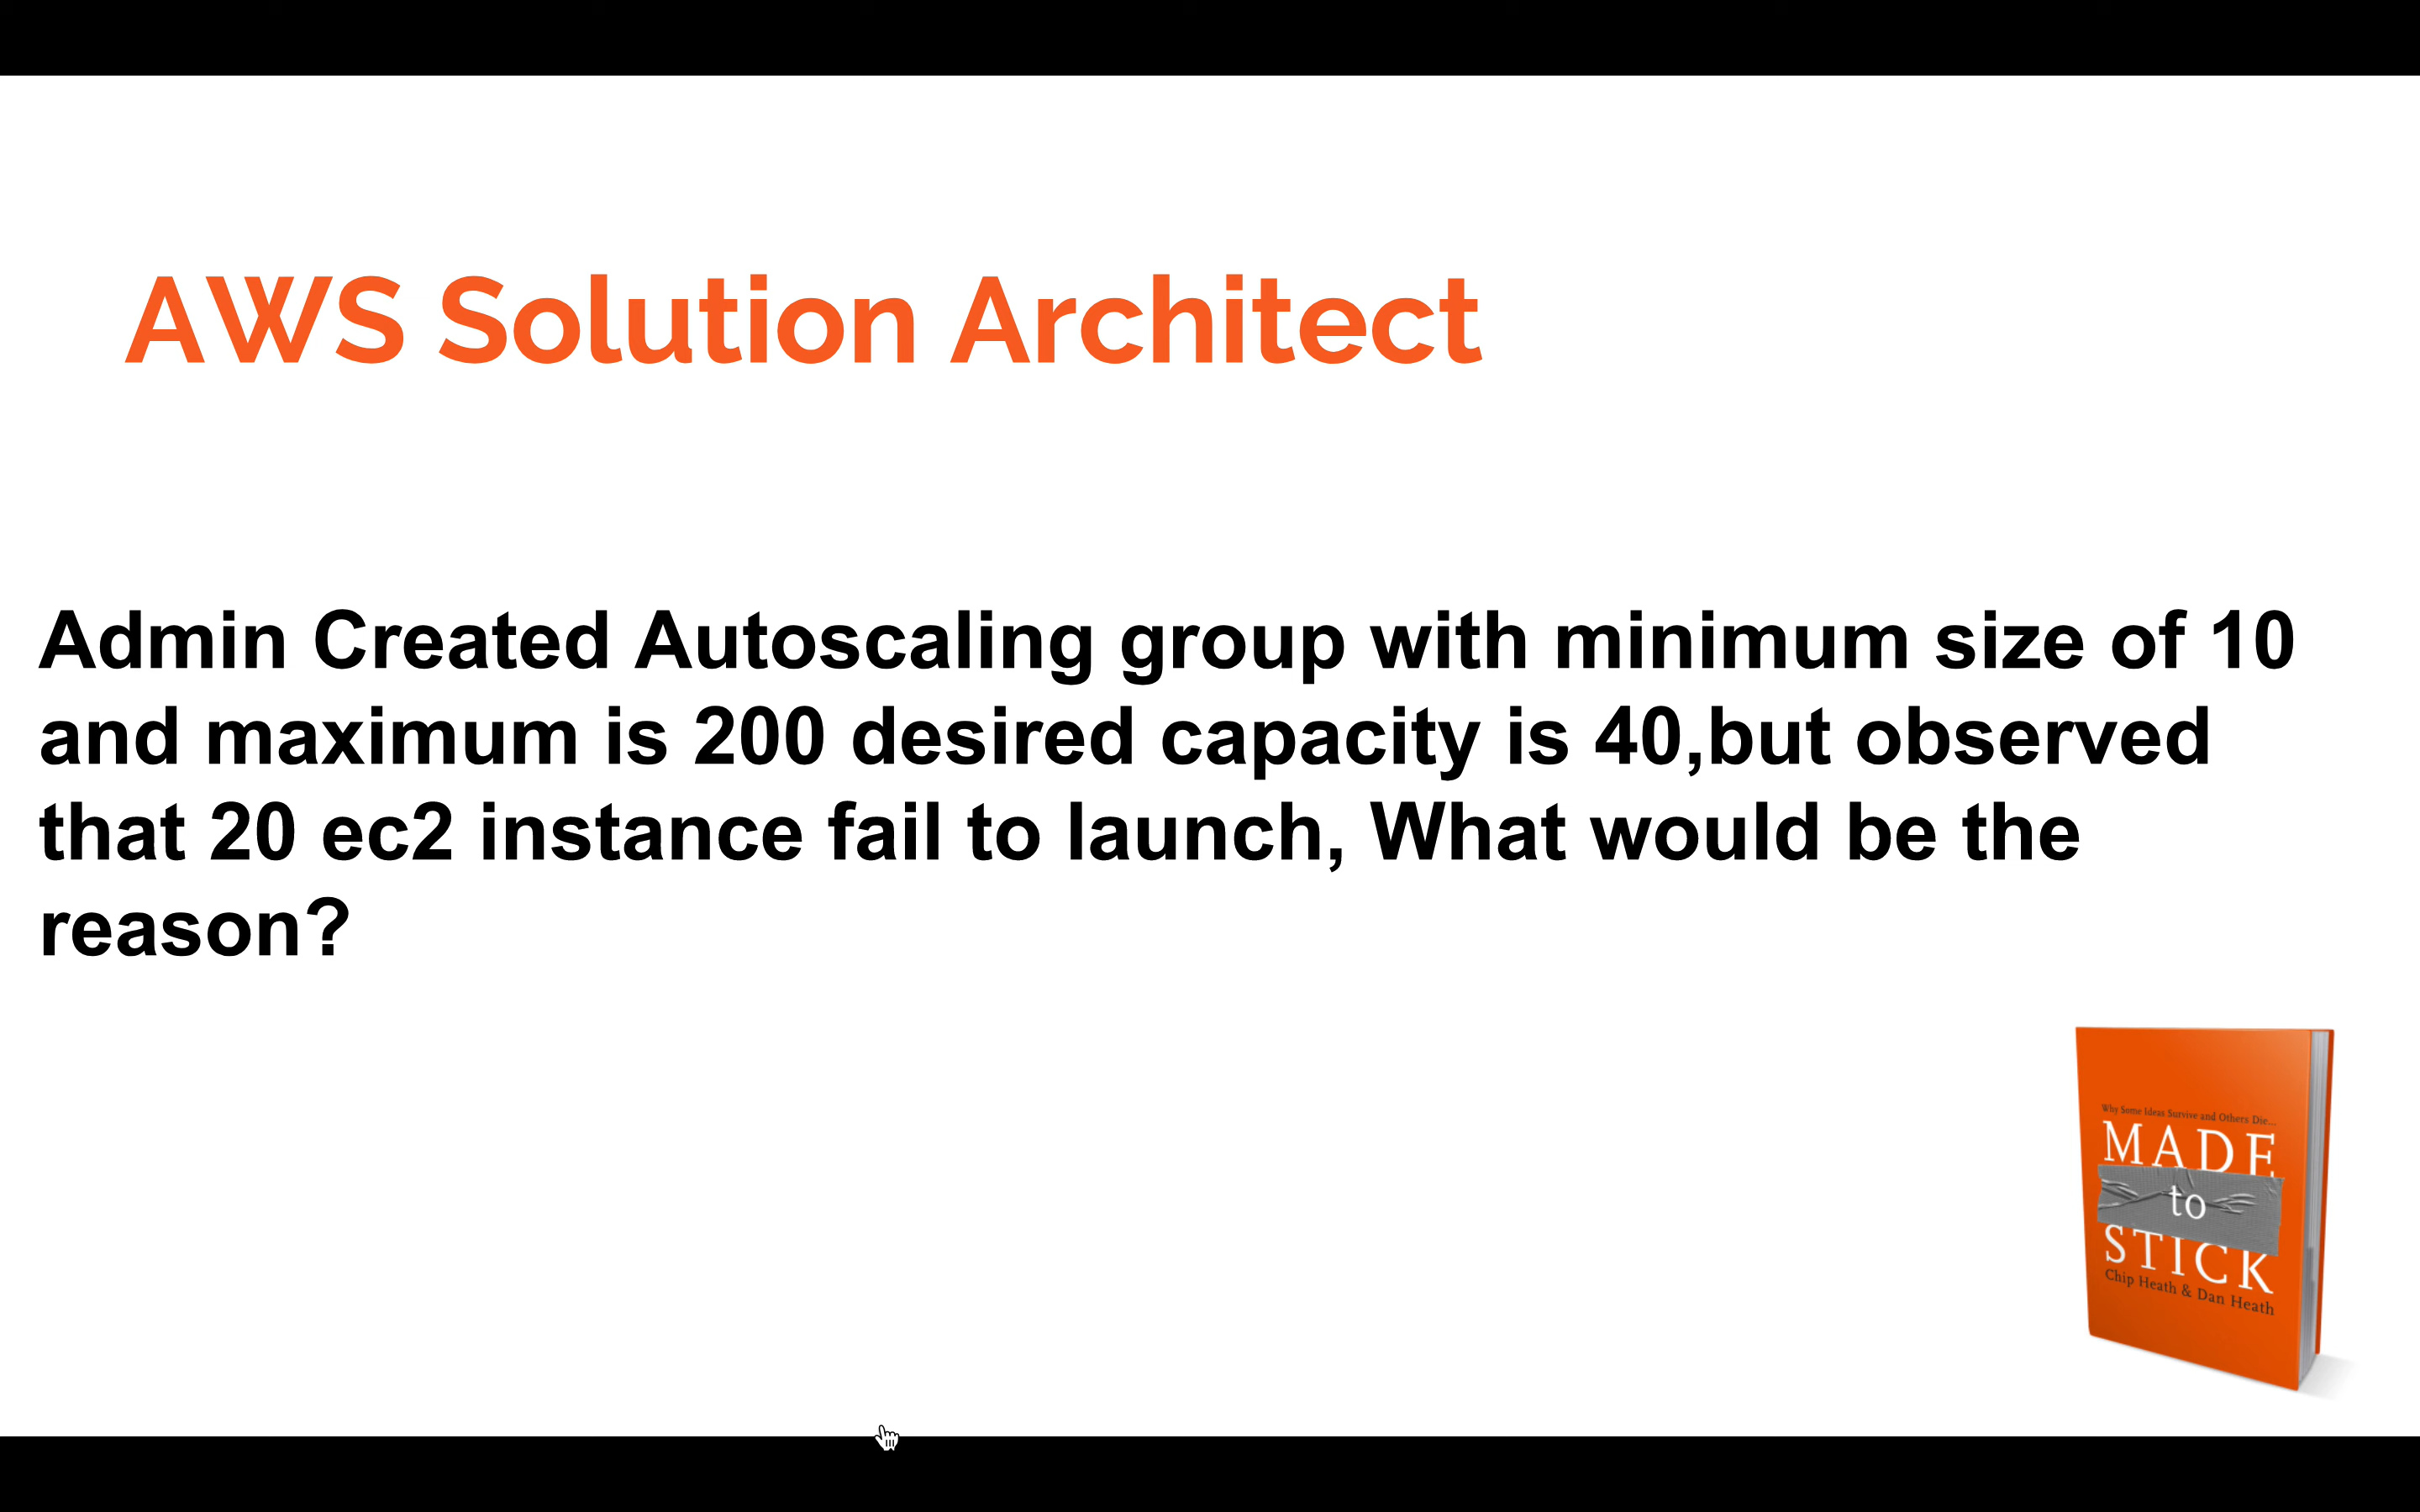 AWS Solution Architect
Admin Created Autoscaling group with minimum size of 10
and maximum is 200 desired capacity is 40,but observed
that 20 ec2 instance fail to launch, What would be the
reason?
Why Some Ideas Survive and Others Die...
MADE
to
STICK
Chip Heath & Dan Heath